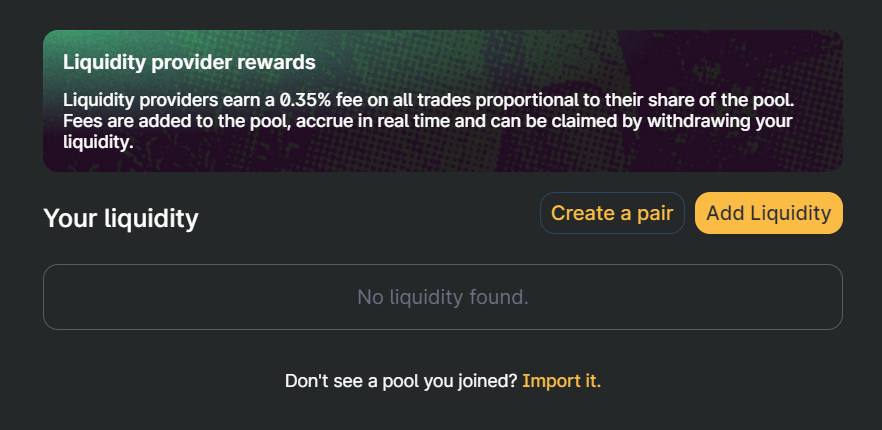 Liquidity provider rewards
Liquidity providers earn a 0.35% fee on all trades proportional to their share of the pool.
Fees are added to the pool, accrue in real time and can be claimed by withdrawing your
liquidity.
Your liquidity
Create a pair
Add Liquidity
No liquidity found.
Don't see a pool you joined? Import it.